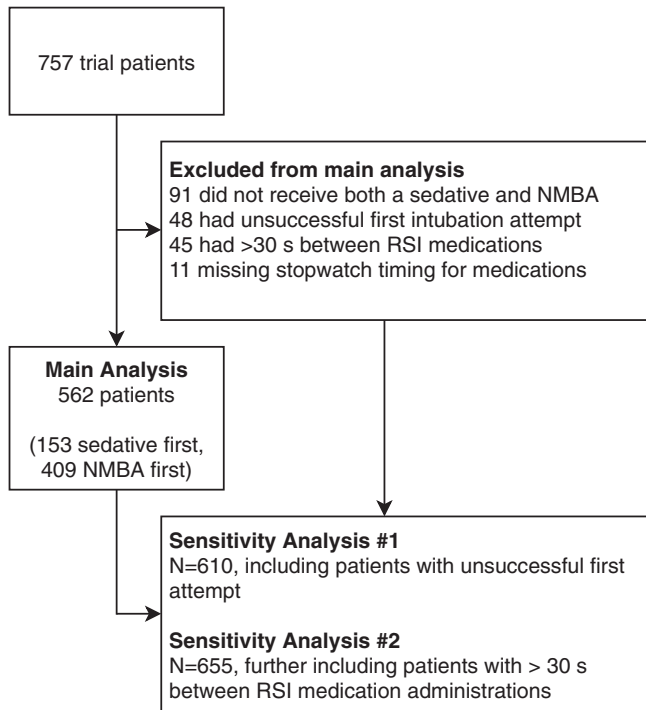 757 trial patients
Excluded from main analysis
91 did not receive both a sedative and NMBA
48 had unsuccessful first intubation attempt
45 had >30 s between RSI medications
11 missing stopwatch timing for medications
Main Analysis
562 patients
(153 sedative first,
409 NMBA first)
Sensitivity Analysis #1
N=610, including patients with unsuccessful first
attempt
Sensitivity Analysis #2
N=655, further including patients with > 30 s
between RSI medication administrations